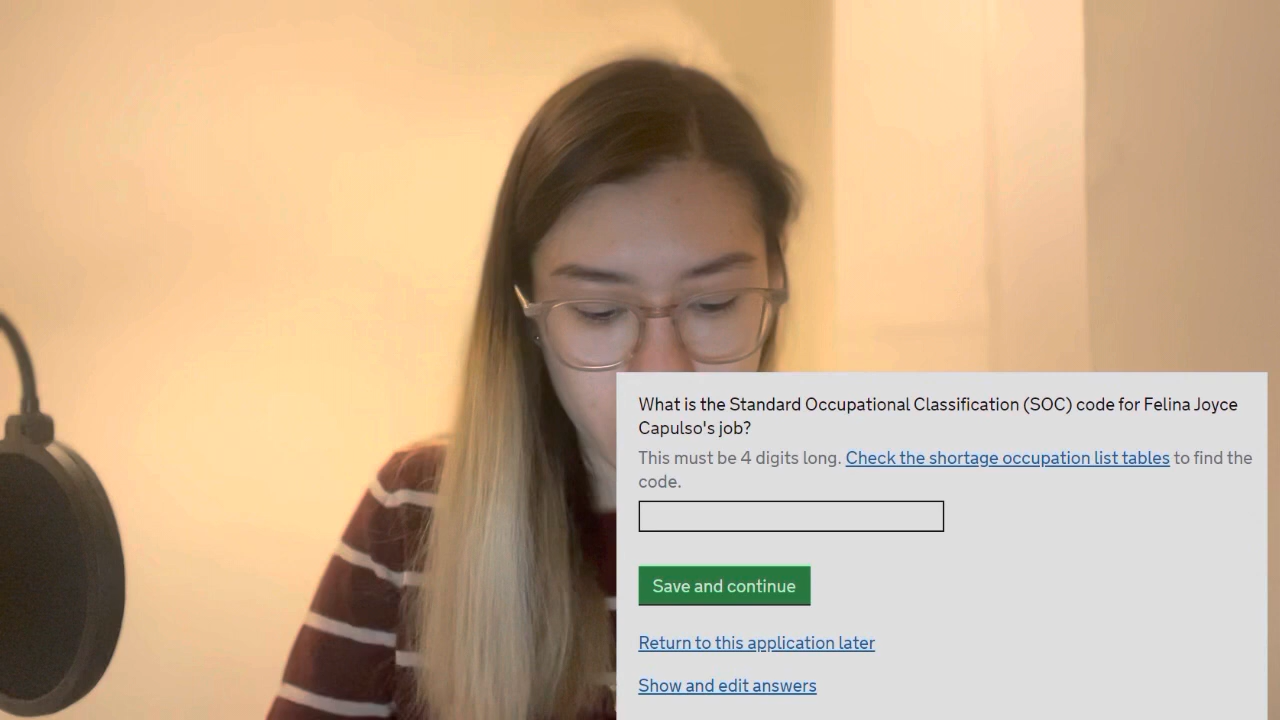 What is the Standard Occupational Classification (SOC) code for Felina Joyce
Capulso's job?
This must be 4 digits long. Check the shortage occupation list tables to find the
code.
Save and continue
Return to this application later
Show and edit answers